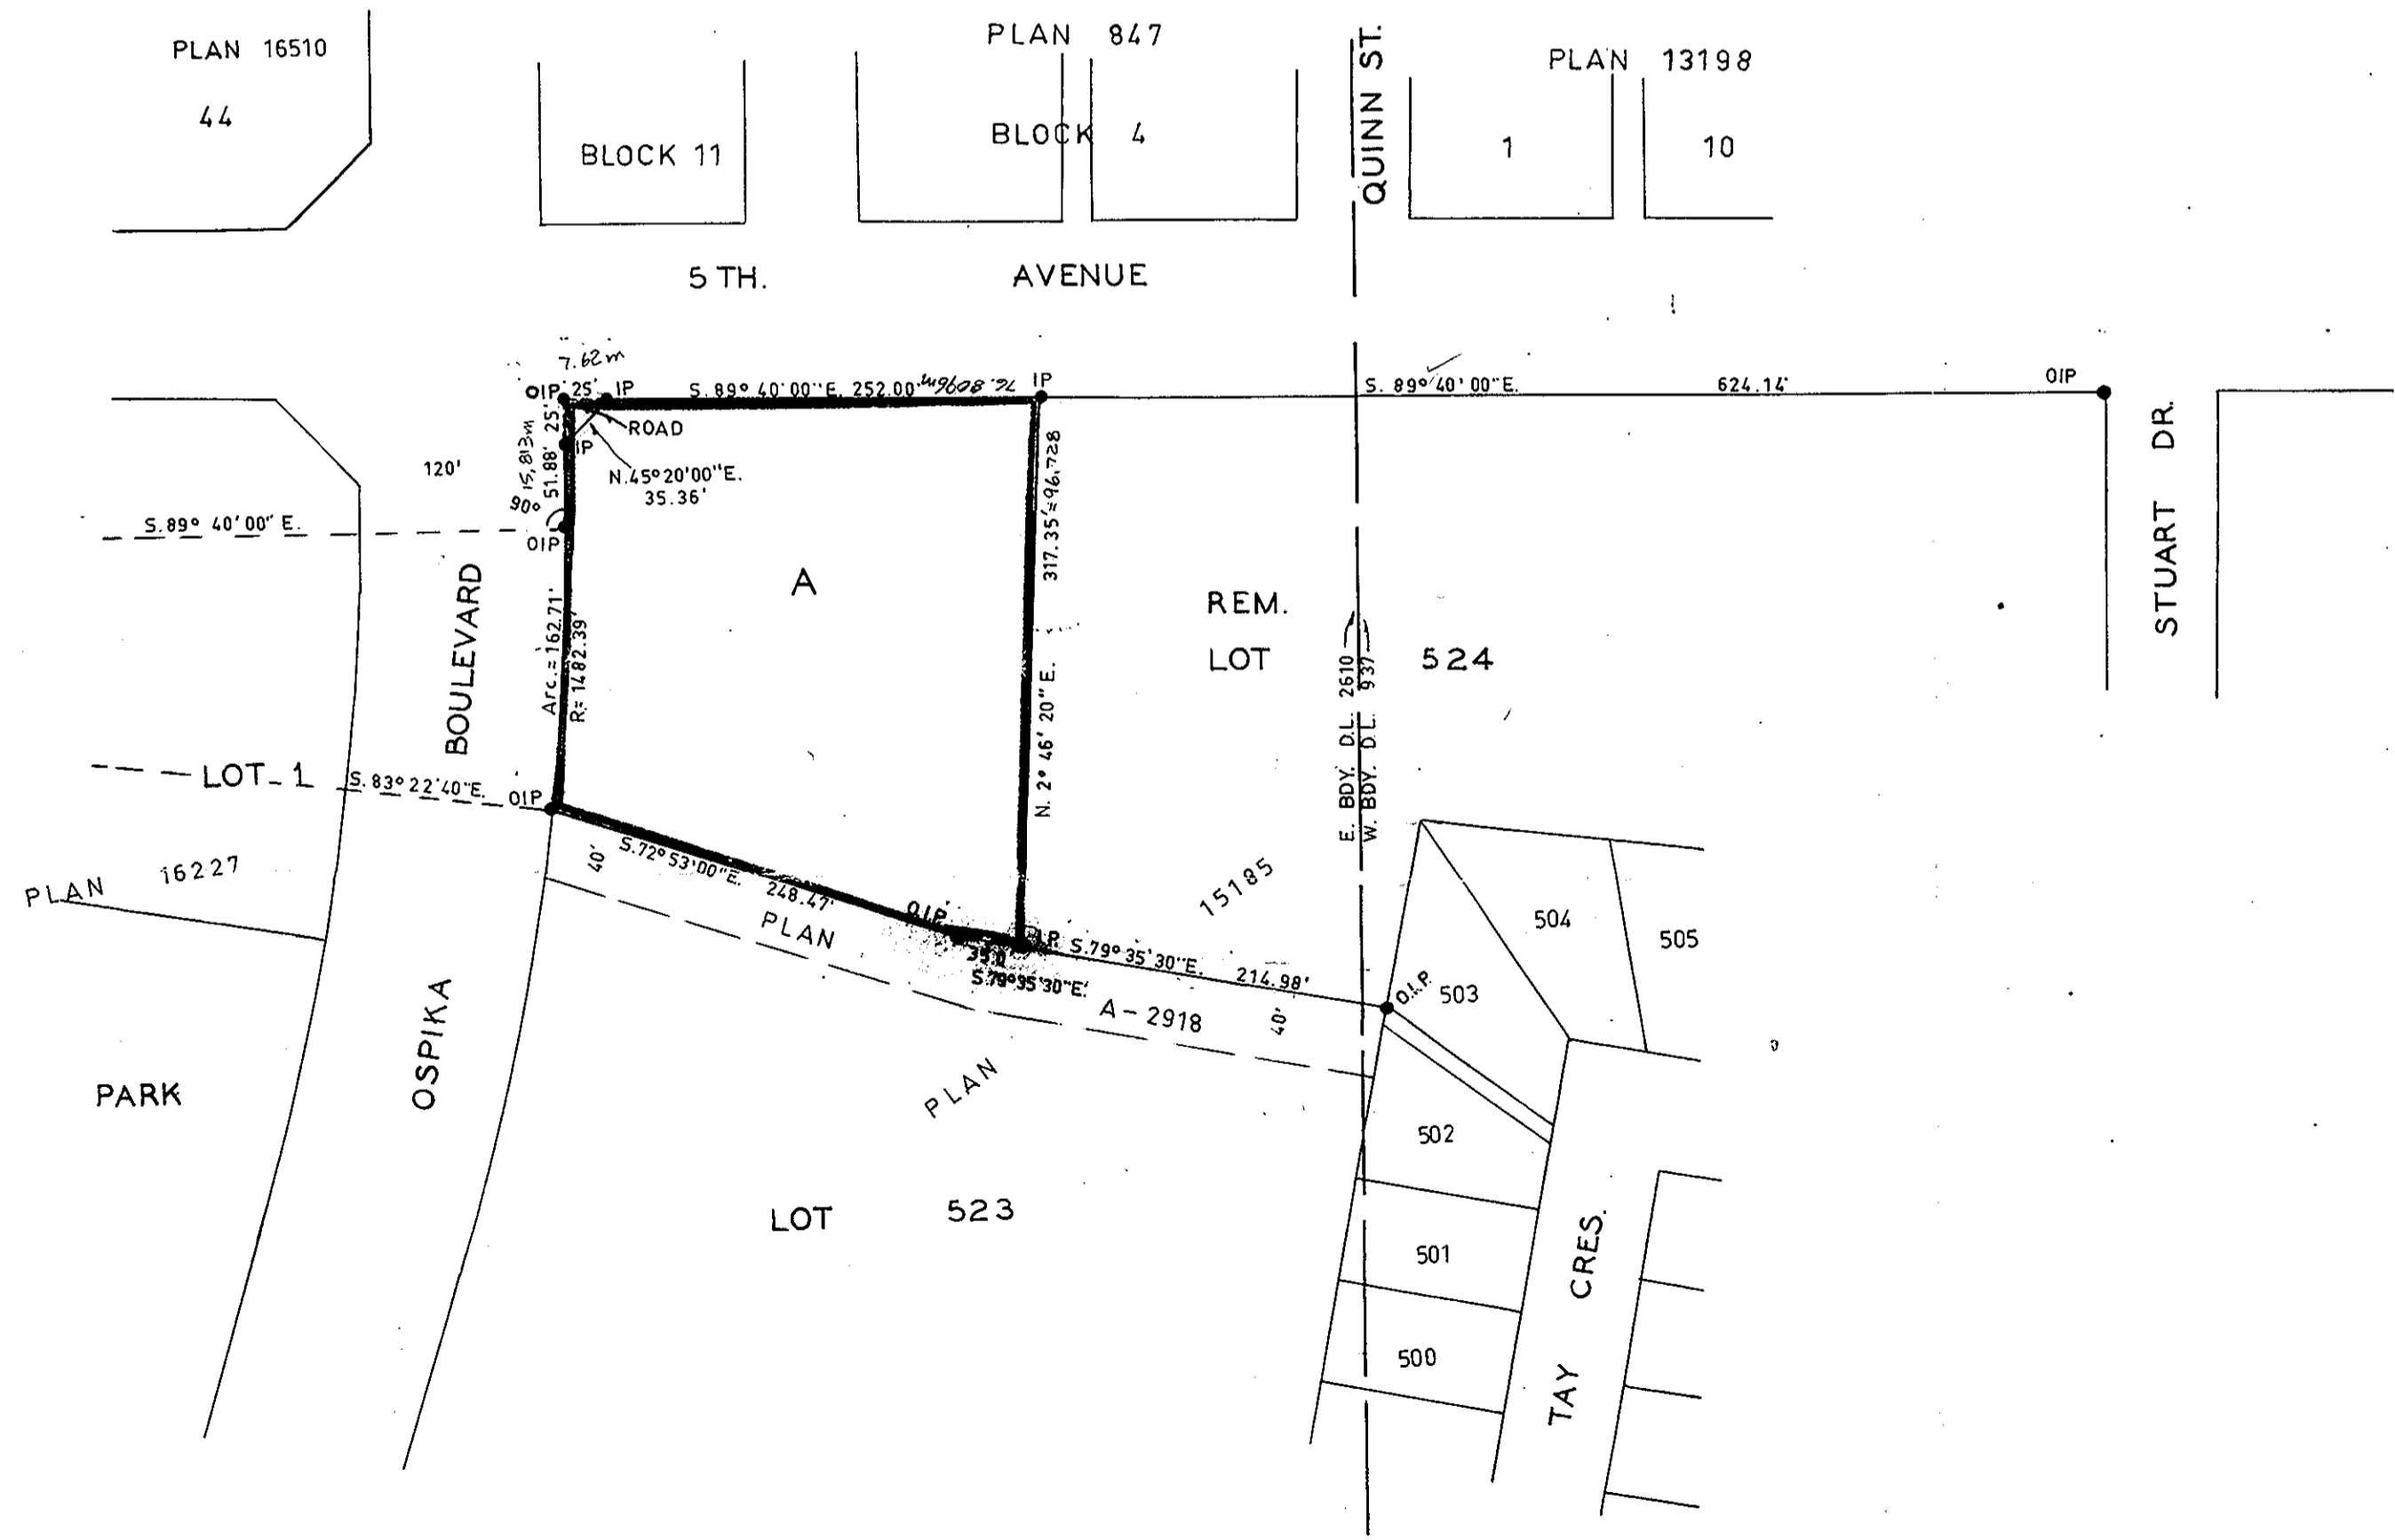 PLAN 16510
44
PLAN 847
BLOCK 11
BLOCK 4
QUINN ST.
PLAN 13198
1
10
5 TH. AVENUE
7.62m
OIP 25' IP
S. 89° 40' 00" E. 252.00' 76.8096m
IP
S. 89° 40' 00" E.
624.14'
OIP
25'
IP
ROAD
N. 45° 20' 00" E.
35.36'
15,813m
51.88'
90°
OIP
120'
S. 89° 40' 00" E.
BOULEVARD
Arc. = 162.71'
R = 1482.39'
A
317.35' = 96,728
N. 2° 46' 20" E.
REM.
LOT 524
E. BDY. D.L. 2610
W. BDY. D.L. 937
STUART DR.
LOT 1
S. 83° 22' 40" E.
OIP
PLAN 16227
40'
S. 72° 53' 00" E. 248.47'
PLAN
O.I.P.
IP
S. 79° 35' 30" E. 214.98'
S. 79° 35' 30" E.
A - 2918
40'
O.I.P.
15185
504
505
503
OSPIKA
PARK
PLAN
502
LOT 523
501
500
TAY CRES.